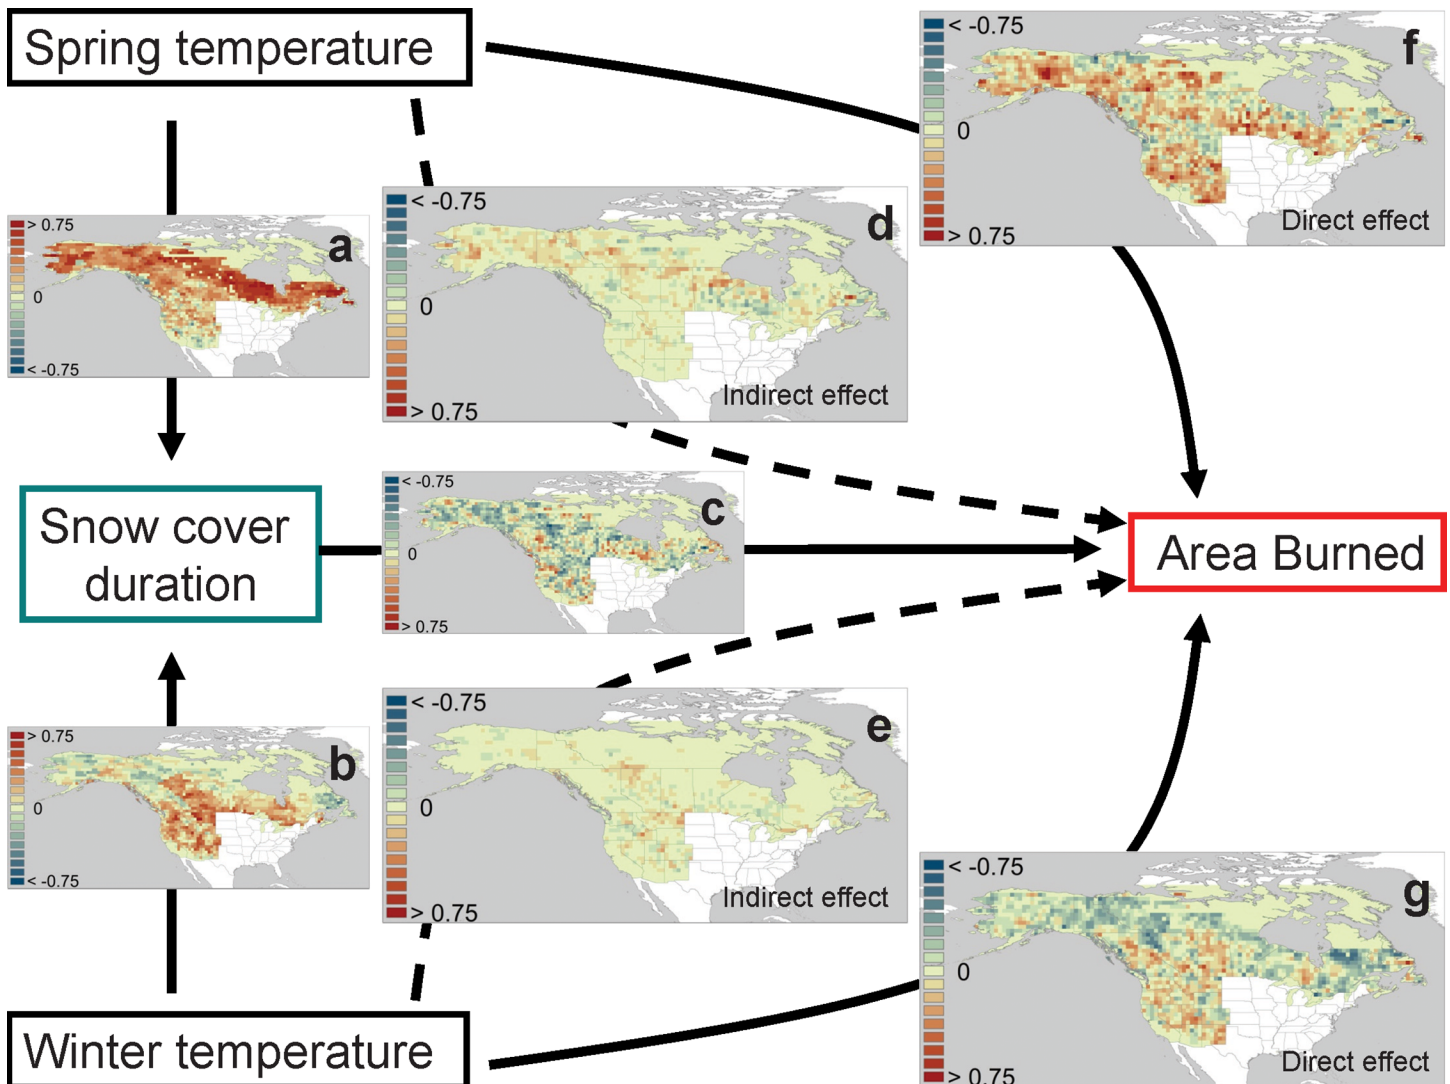 Spring temperature
< -0.75
0
> 0.75
f
Direct effect
> 0.75
0
< -0.75
a
< -0.75
0
> 0.75
d
Indirect effect
Snow cover
duration
< -0.75
0
> 0.75
c
Area Burned
> 0.75
0
< -0.75
b
< -0.75
0
> 0.75
e
Indirect effect
Winter temperature
< -0.75
0
> 0.75
g
Direct effect